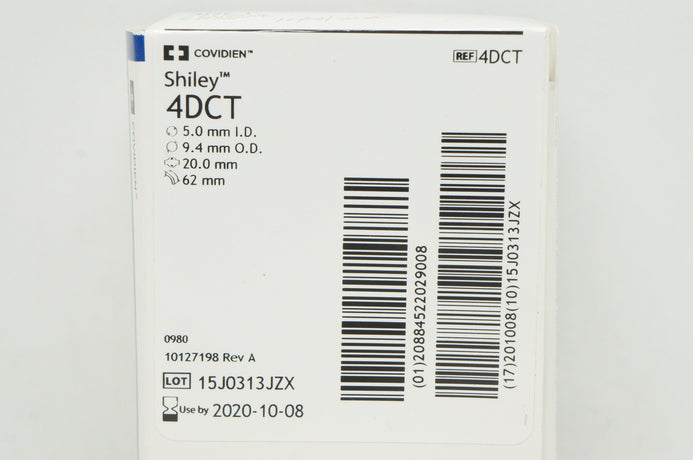 COVIDIEN™
REF 4DCT
Shiley™
4DCT
5.0 mm I.D.
9.4 mm O.D.
20.0 mm
62 mm
(01)20884522029008
(17)201008(10)15J0313JZX
0980
10127198 Rev A
LOT 15J0313JZX
Use by 2020-10-08
COVIDIEN™